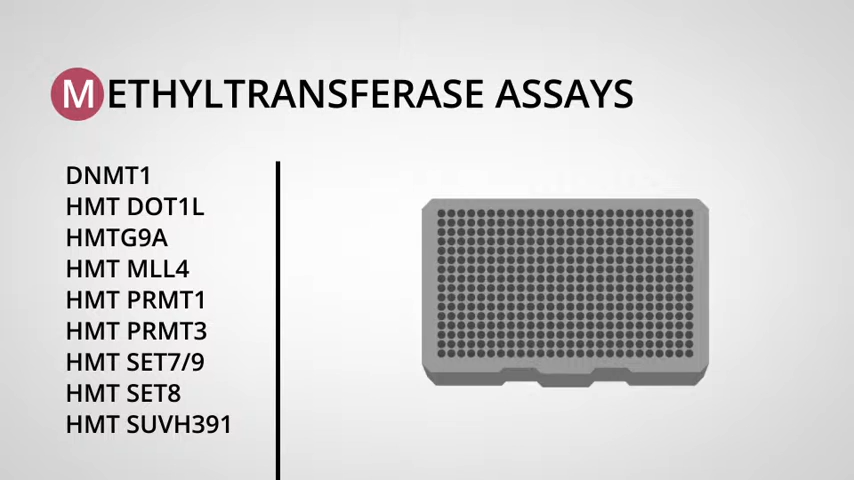 METHYLTRANSFERASE ASSAYS
DNMT1
HMT DOT1L
HMTG9A
HMT MLL4
HMT PRMT1
HMT PRMT3
HMT SET7/9
HMT SET8
HMT SUVH391